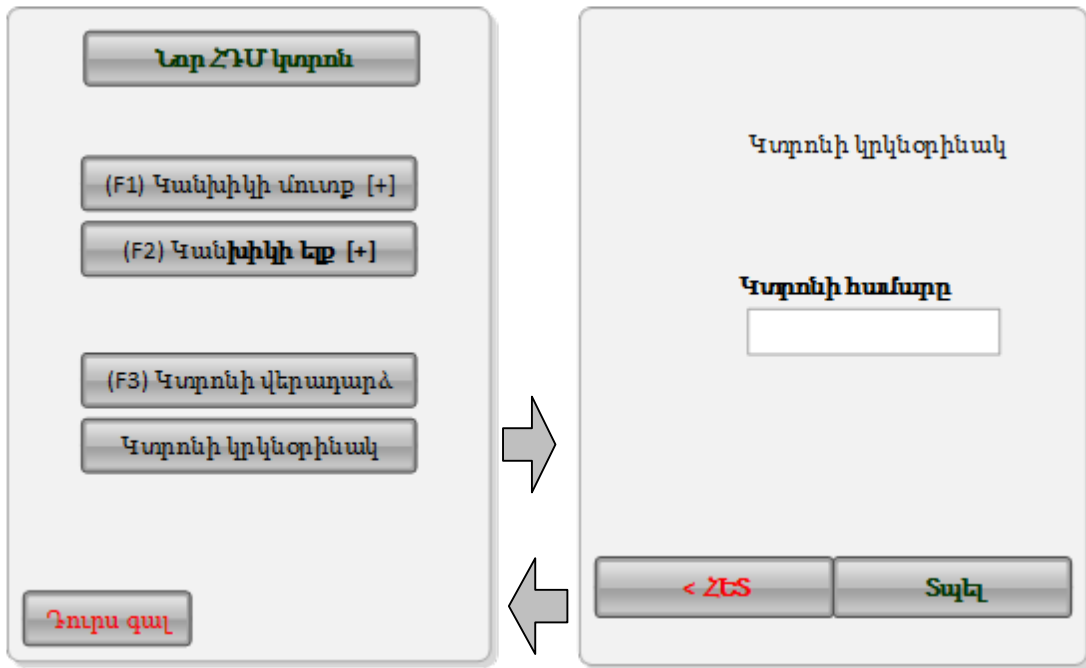 Նոր ՀԴՄ կտրոն
(F1) Կանխիկի մուտք [+]
(F2) Կանխիկի ելք [+]
(F3) Կտրոնի վերադարձ
Կտրոնի կրկնօրինակ
Դուրս գալ
Կտրոնի կրկնօրինակ
Կտրոնի համարը
< ՀԵՏ
Տպել